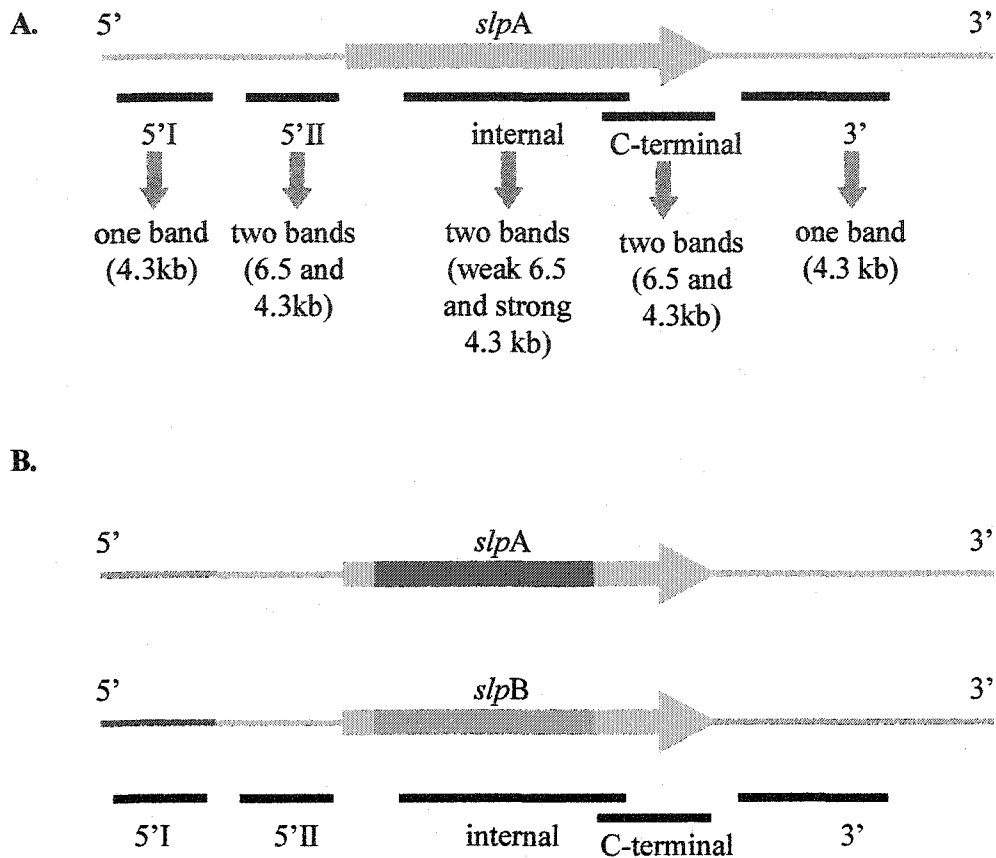 A.
5' slpA 3'
5'I 5'II internal C-terminal 3'
one band (4.3kb)
two bands (6.5 and 4.3kb)
two bands (weak 6.5 and strong 4.3 kb)
two bands (6.5 and 4.3kb)
one band (4.3 kb)
B.
5' slpA 3'
5' slpB 3'
5'I 5'II internal C-terminal 3'